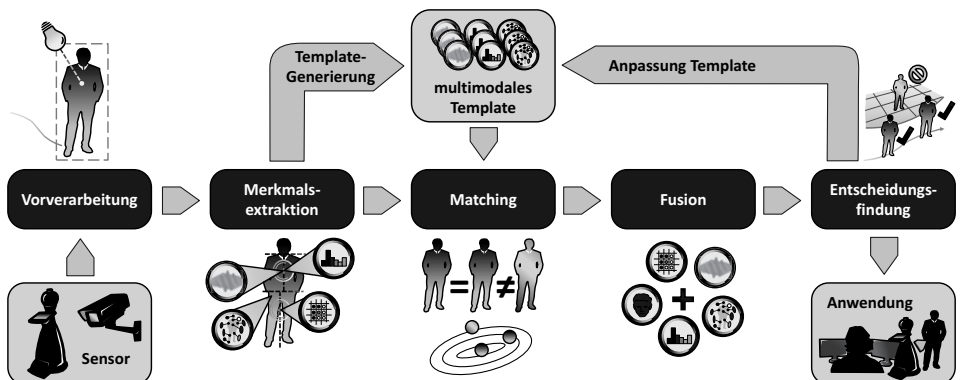 Template-
Generierung
multimodales
Template
Anpassung Template
Vorverarbeitung
Merkmals-
extraktion
Matching
Fusion
Entscheidungs-
findung
Sensor
Anwendung